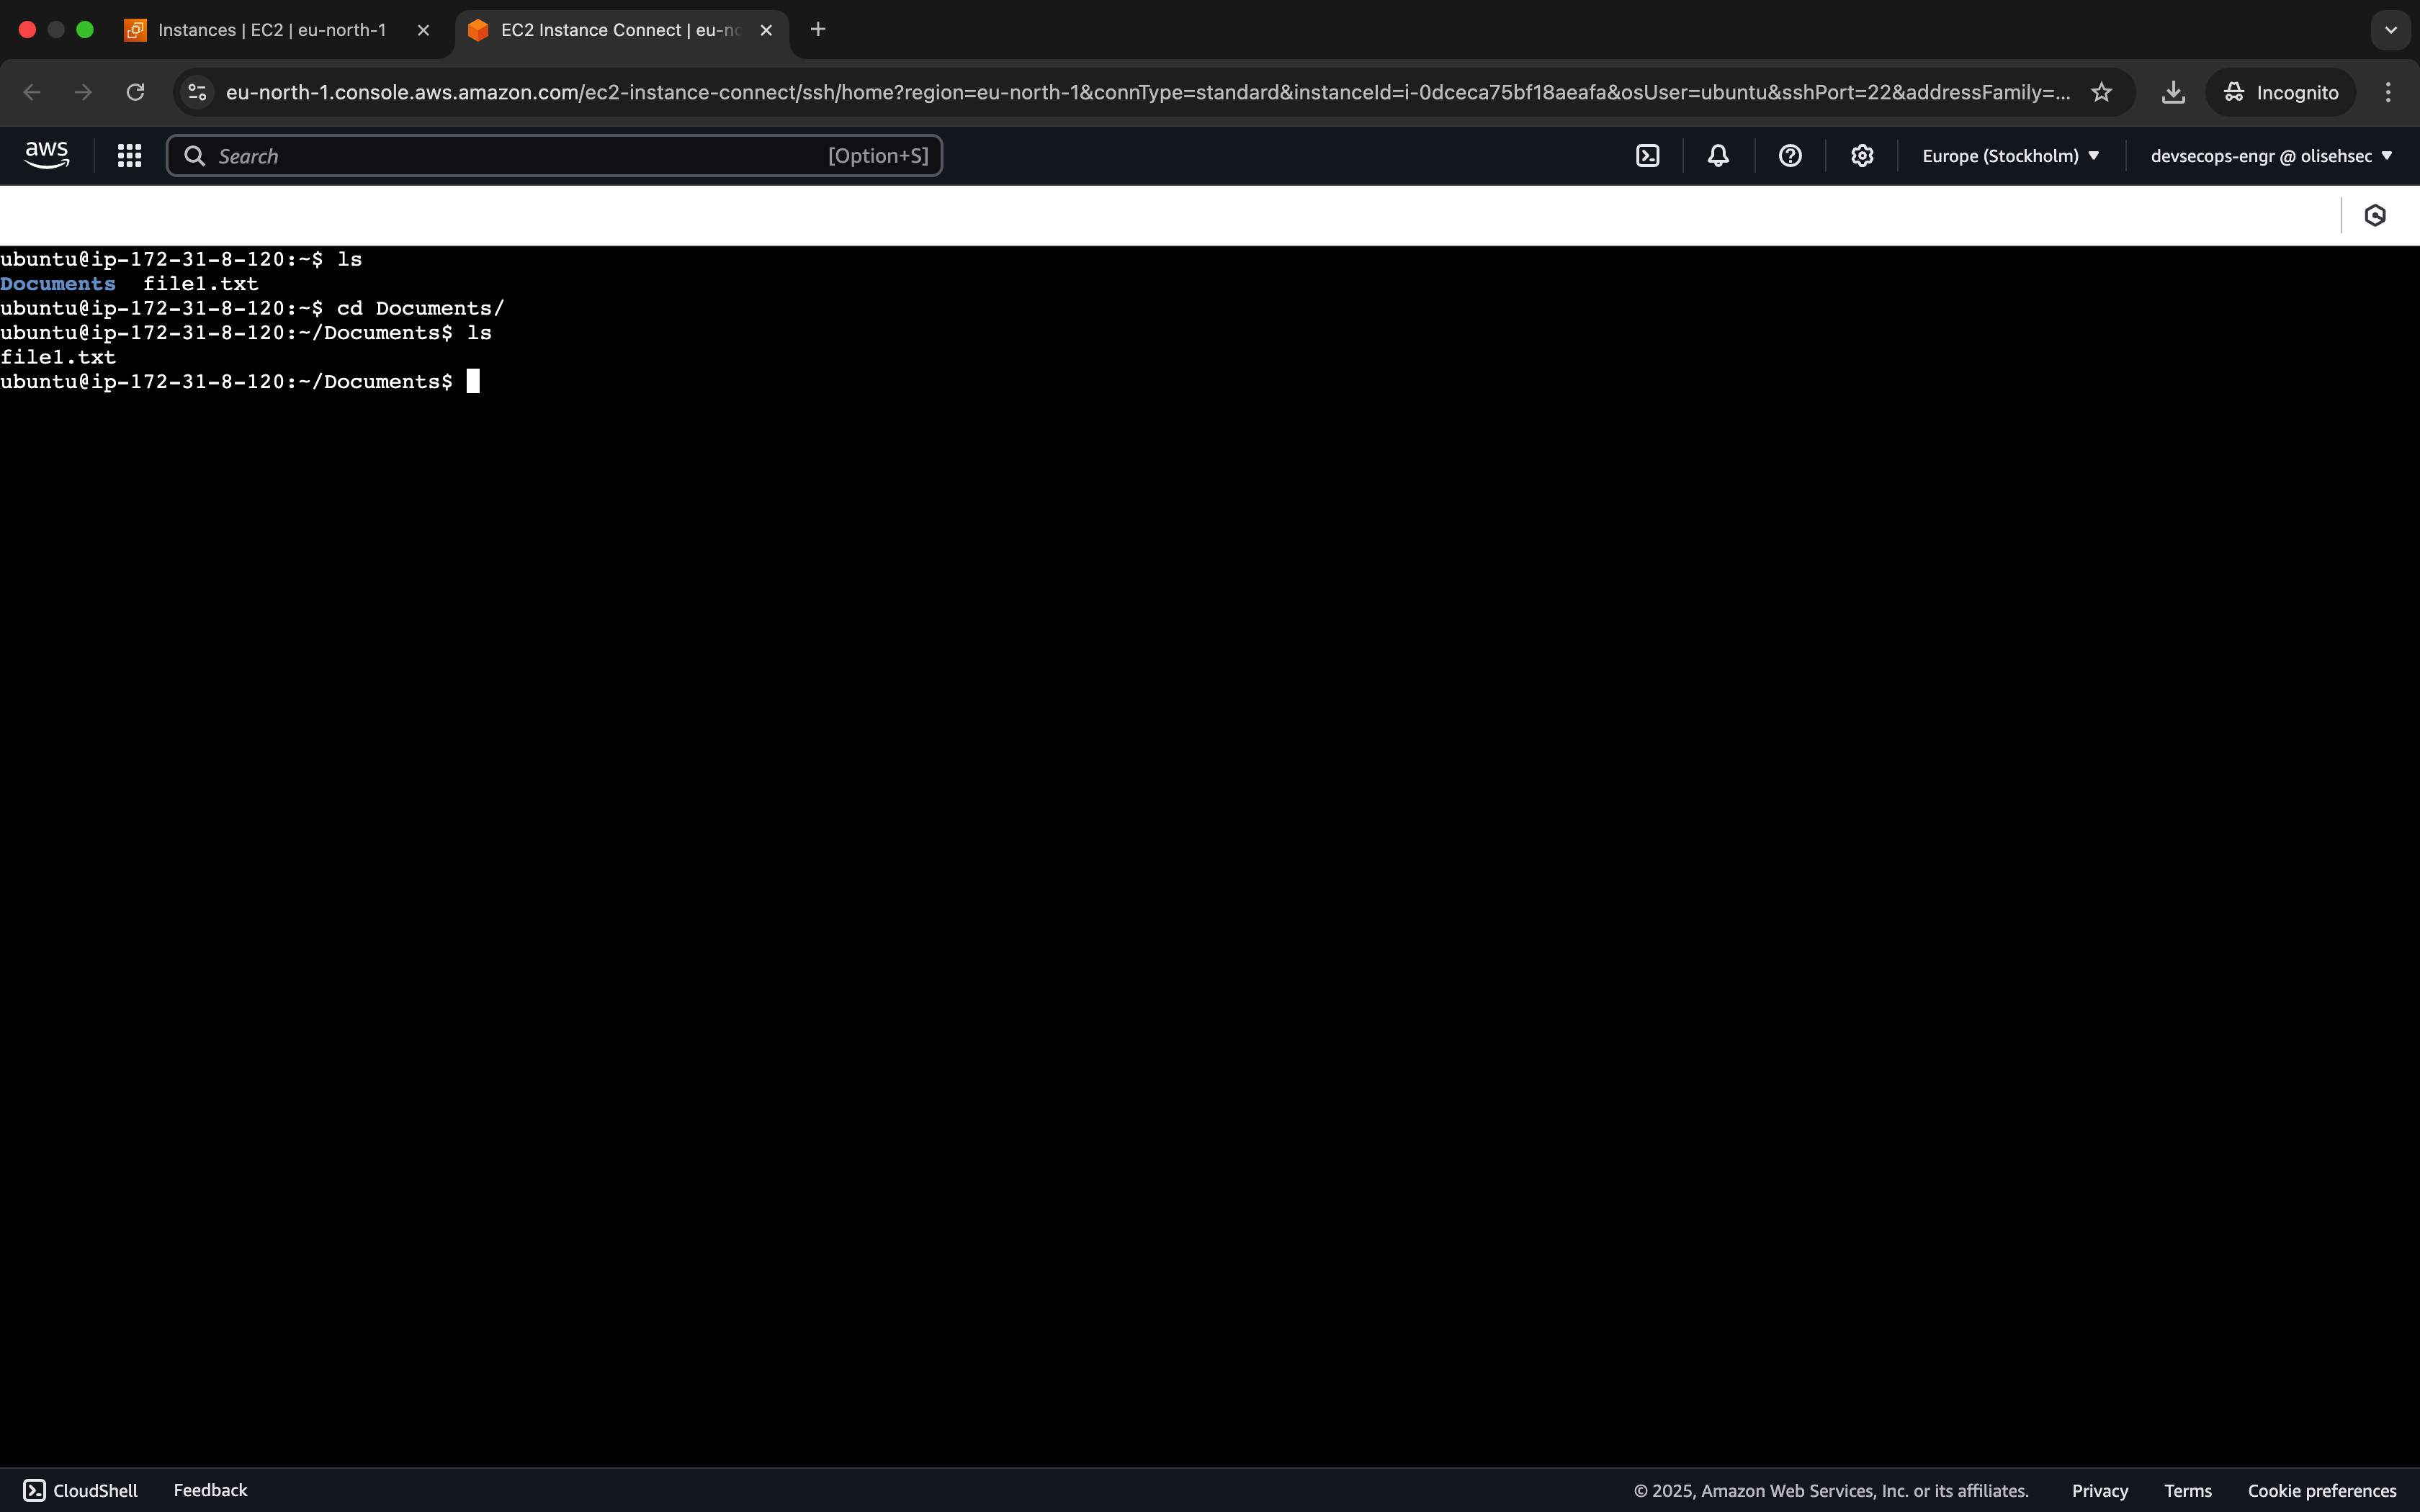 Instances | EC2 | eu-north-1
EC2 Instance Connect | eu-no
eu-north-1.console.aws.amazon.com/ec2-instance-connect/ssh/home?region=eu-north-1&connType=standard&instanceId=i-0dceca75bf18aeafa&osUser=ubuntu&sshPort=22&addressFamily=...
Incognito
aws
Search
[Option+S]
Europe (Stockholm)
devsecops-engr @ olisehsec
ubuntu@ip-172-31-8-120:~$ ls
Documents  file1.txt
ubuntu@ip-172-31-8-120:~$ cd Documents/
ubuntu@ip-172-31-8-120:~/Documents$ ls
file1.txt
ubuntu@ip-172-31-8-120:~/Documents$
CloudShell
Feedback
© 2025, Amazon Web Services, Inc. or its affiliates.
Privacy
Terms
Cookie preferences